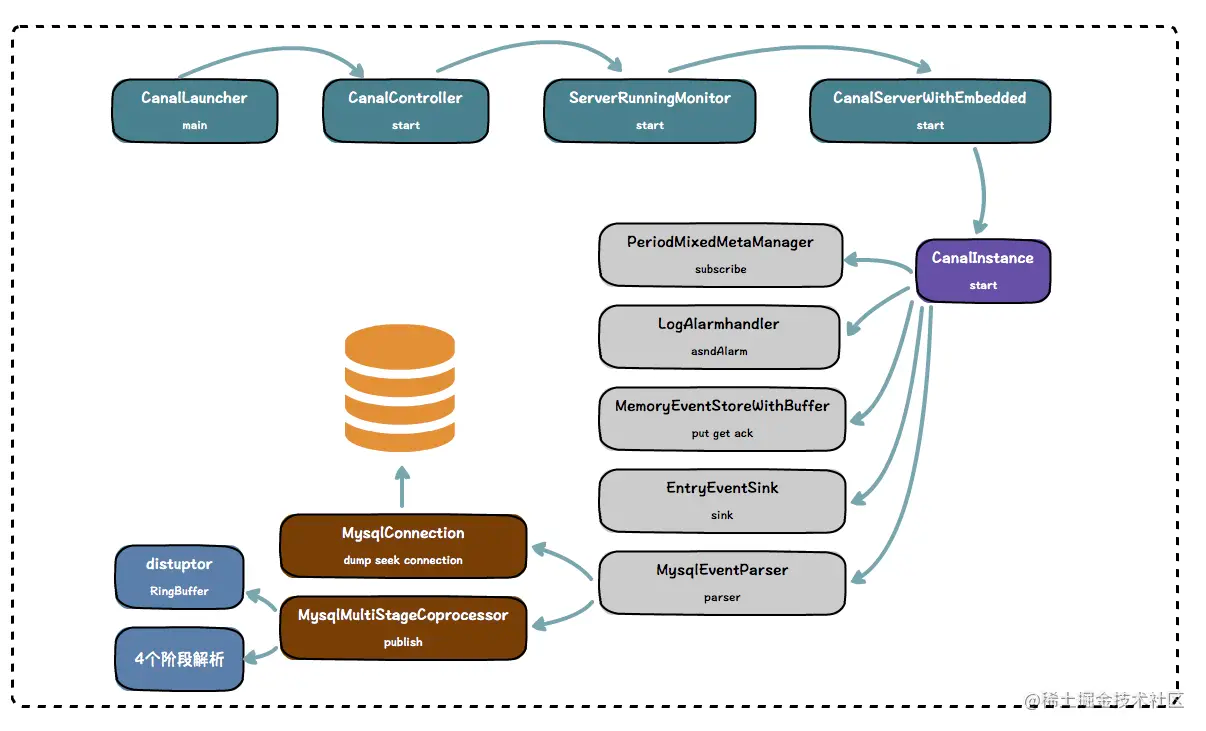 CanalLauncher
main
CanalController
start
ServerRunningMonitor
start
CanalServerWithEmbedded
start
CanalInstance
start
PeriodMixedMetaManager
subscribe
LogAlarmhandler
asndAlarm
MemoryEventStoreWithBuffer
put get ack
EntryEventSink
sink
MysqlEventParser
parser
MysqlConnection
dump seek connection
MysqlMultiStageCoprocessor
publish
distuptor
RingBuffer
4个阶段解析
@稀土掘金技术社区